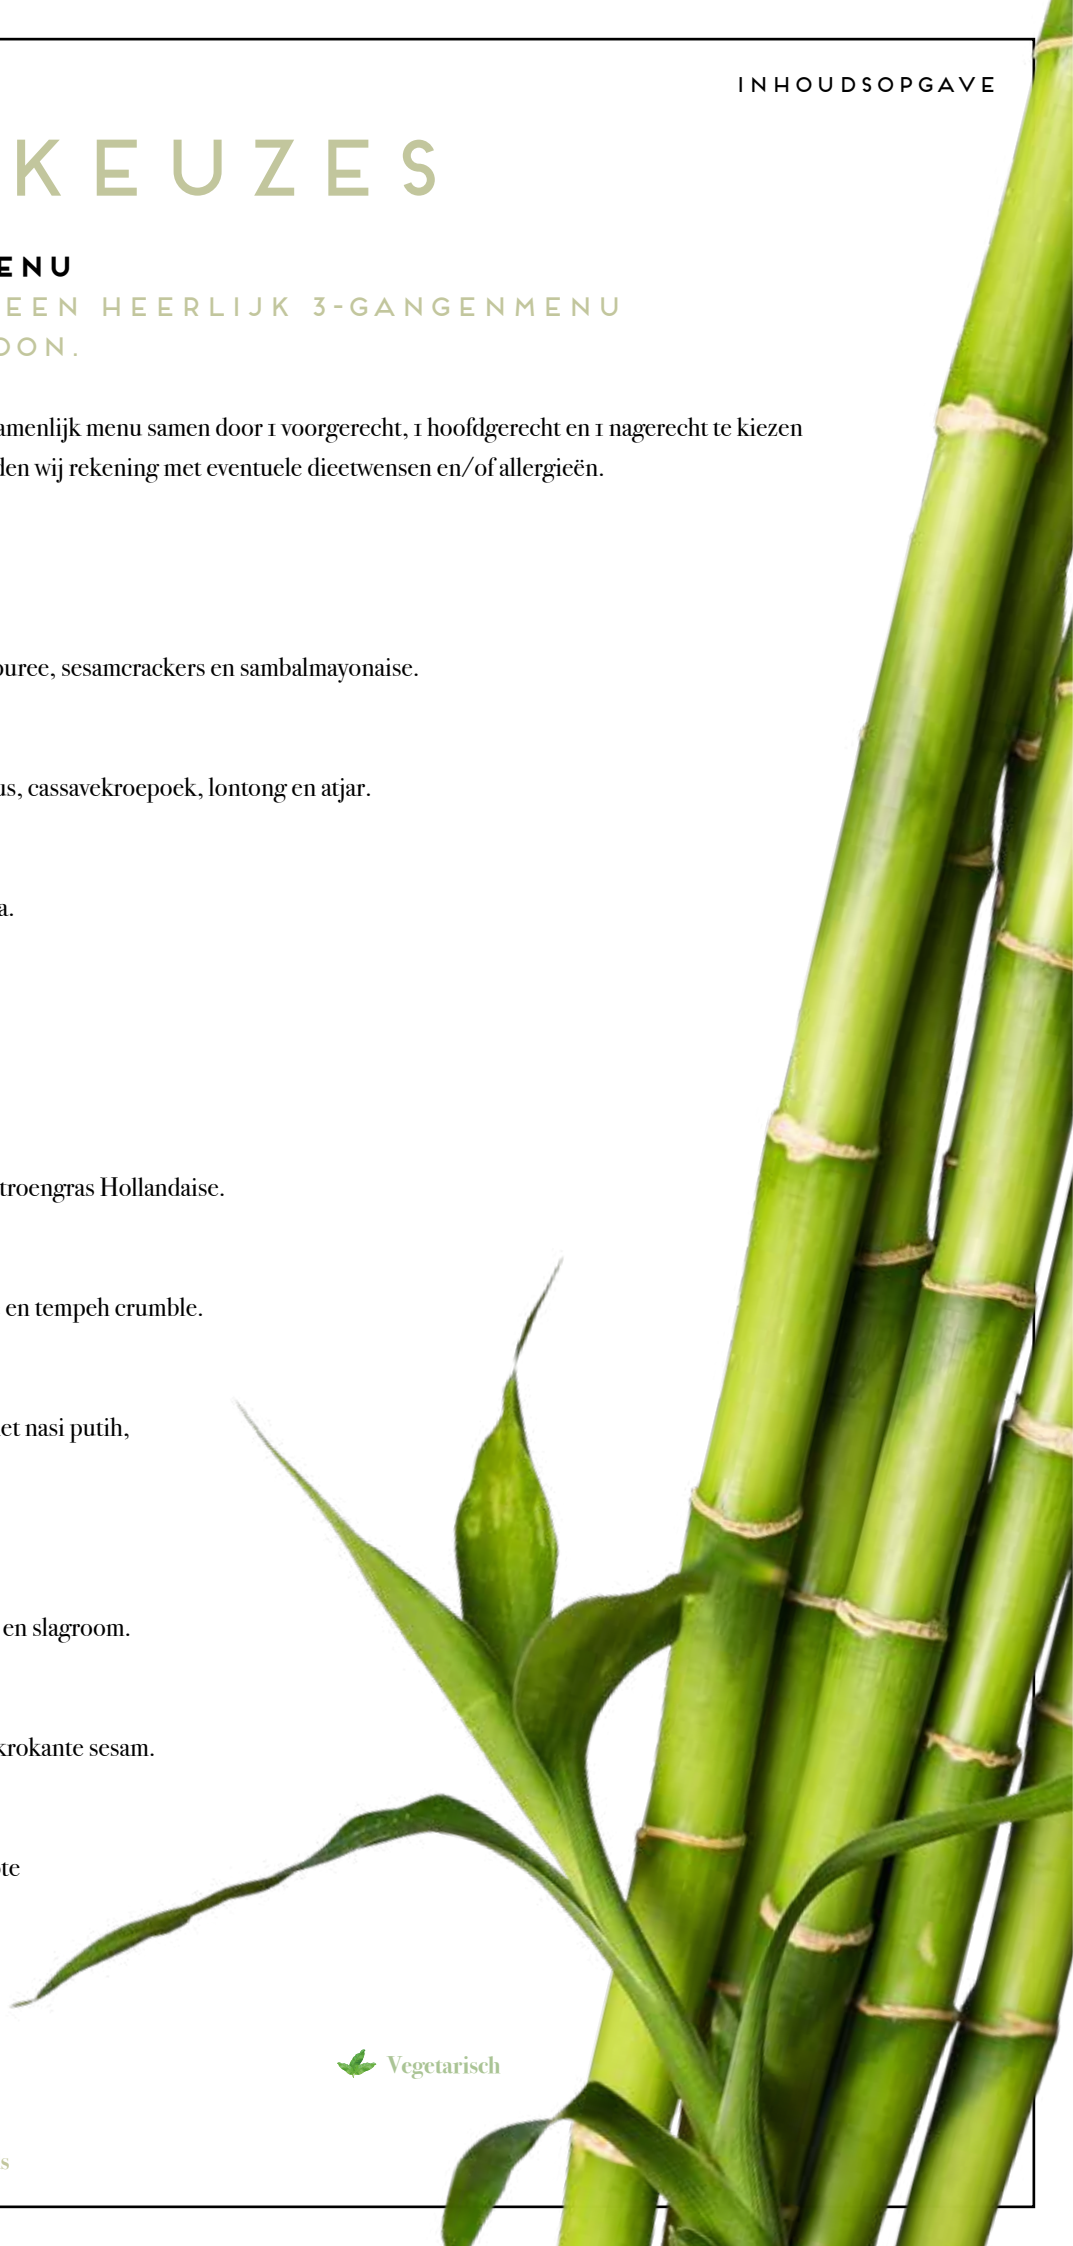 INHOUDSOPGAVE
KEUZES
ENU
EEN HEERLIJK 3-GANGENMENU
OON.
amenlijk menu samen door 1 voorgerecht, 1 hoofdgerecht en 1 nagerecht te kiezen
den wij rekening met eventuele dieetwensen en/of allergieën.
puree, sesamcrackers en sambalmayonaise.
us, cassavekroepoek, lontong en atjar.
a.
troengras Hollandaise.
en tempeh crumble.
et nasi putih,
en slagroom.
krokante sesam.
te
Vegetarisch
s